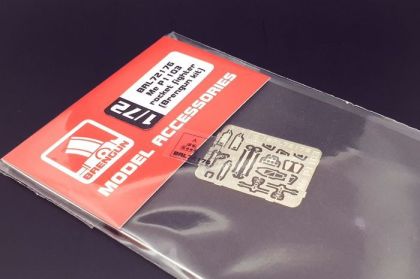 BRL72176
Me P1103
rocket fighter
(Brengun kit)
1/72
BRENGUN
MODEL ACCESSORIES